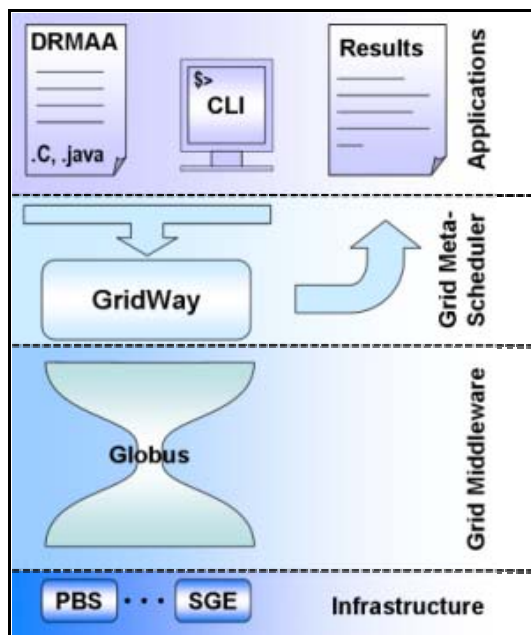 DRMAA
.C, .java
$>
CLI
Results
Applications
GridWay
Grid Meta-
Scheduler
Globus
Grid Middleware
PBS
· · ·
SGE
Infrastructure